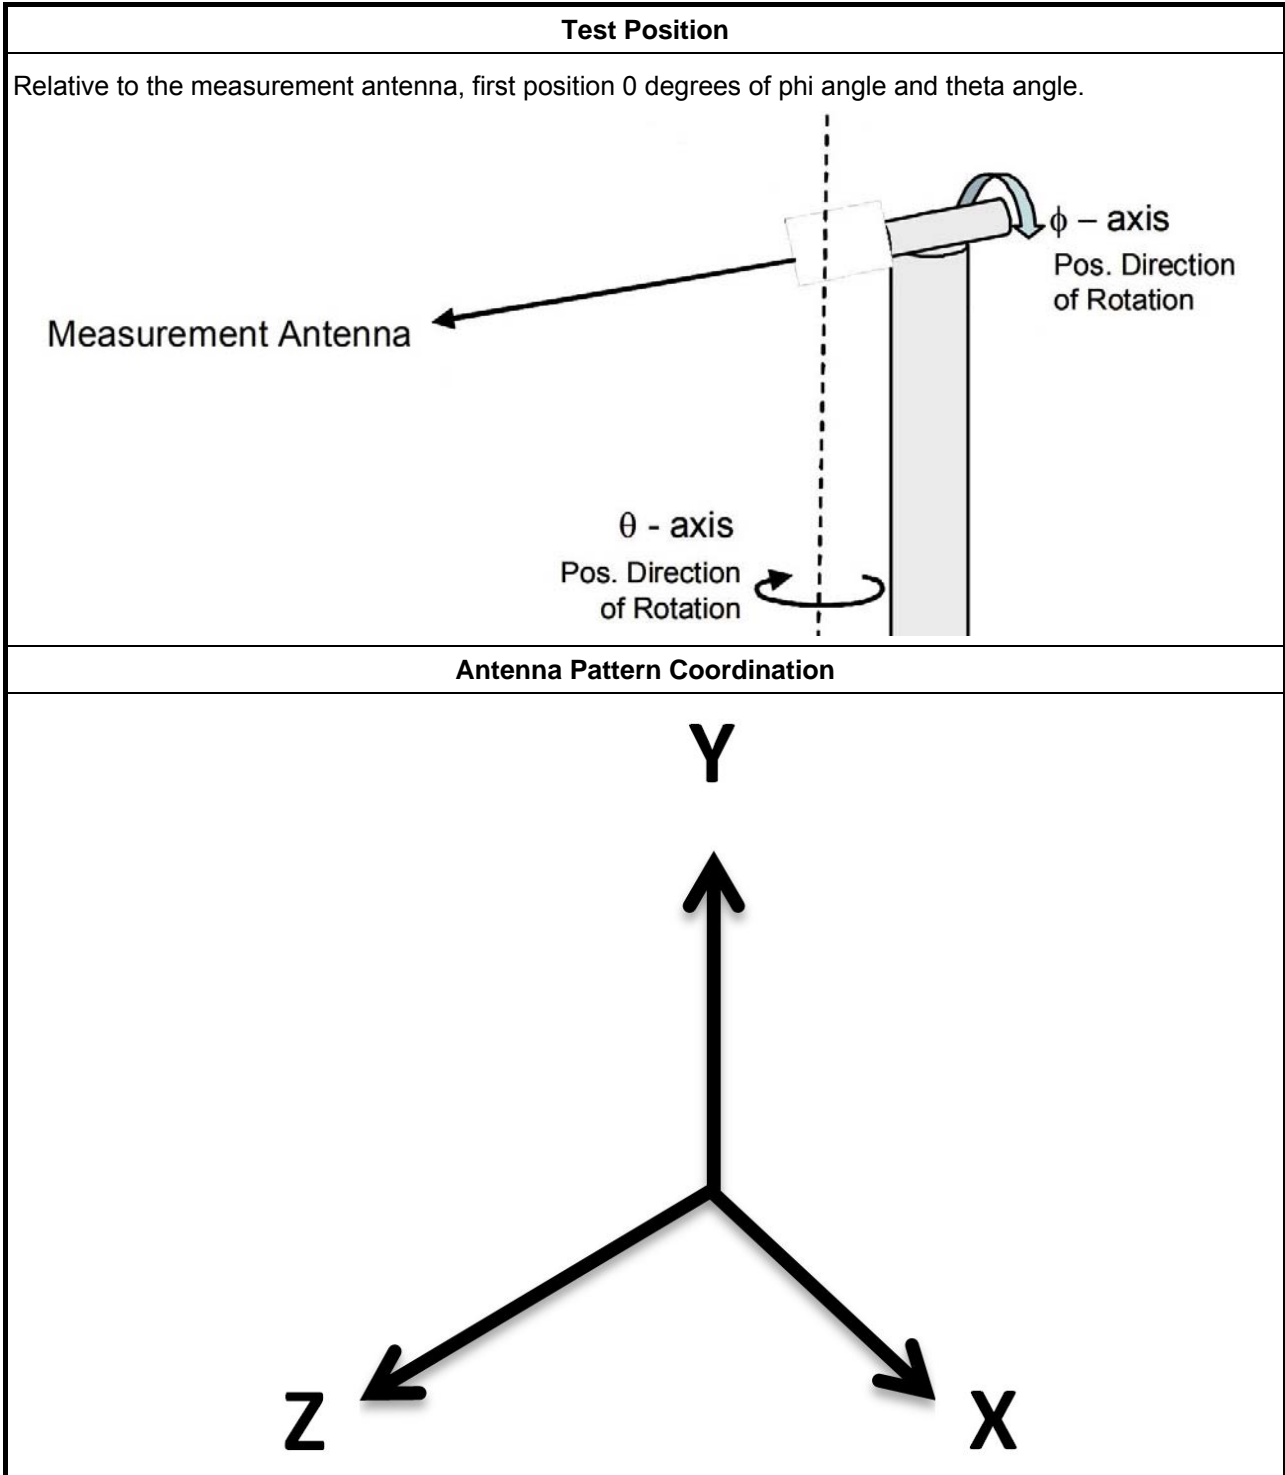 Test Position
Relative to the measurement antenna, first position 0 degrees of phi angle and theta angle.
ϕ – axis
Pos. Direction
of Rotation
Measurement Antenna
θ - axis
Pos. Direction
of Rotation
Antenna Pattern Coordination
Y
Z
X